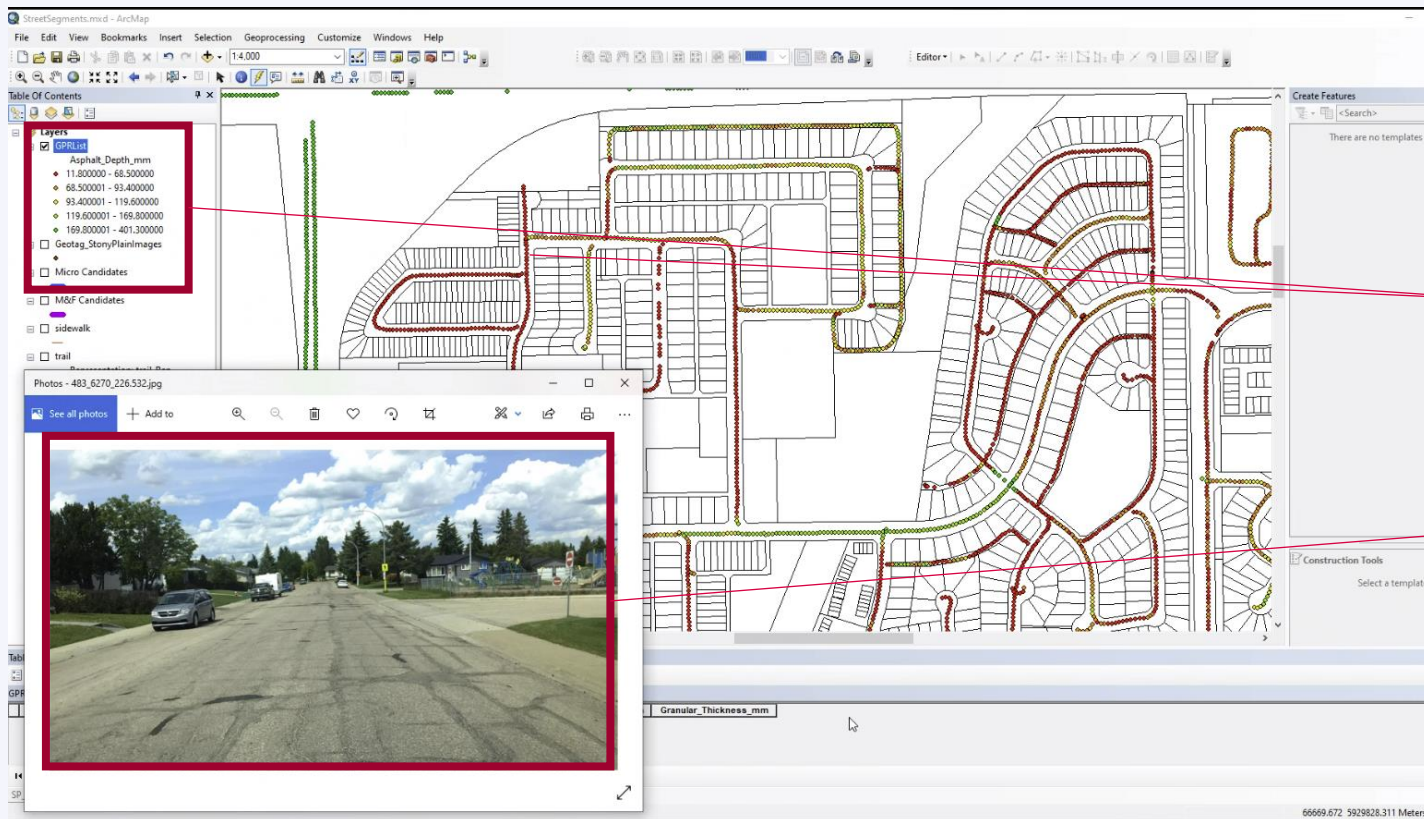 StreetSegments.mxd - ArcMap
File Edit View Bookmarks Insert Selection Geoprocessing Customize Windows Help
1:4,000
Editor
Table Of Contents
Layers
GPRList
Asphalt_Depth_mm
11.800000 - 68.500000
68.500001 - 93.400000
93.400001 - 119.600000
119.600001 - 169.800000
169.800001 - 401.300000
Geotag_StonyPlainImages
Micro Candidates
M&F Candidates
sidewalk
trail
Create Features
<Search>
There are no templates
Construction Tools
Photos - 483_6270_226.532.jpg
See all photos
Add to
Granular_Thickness_mm
66669.672 5929828.311 Meters